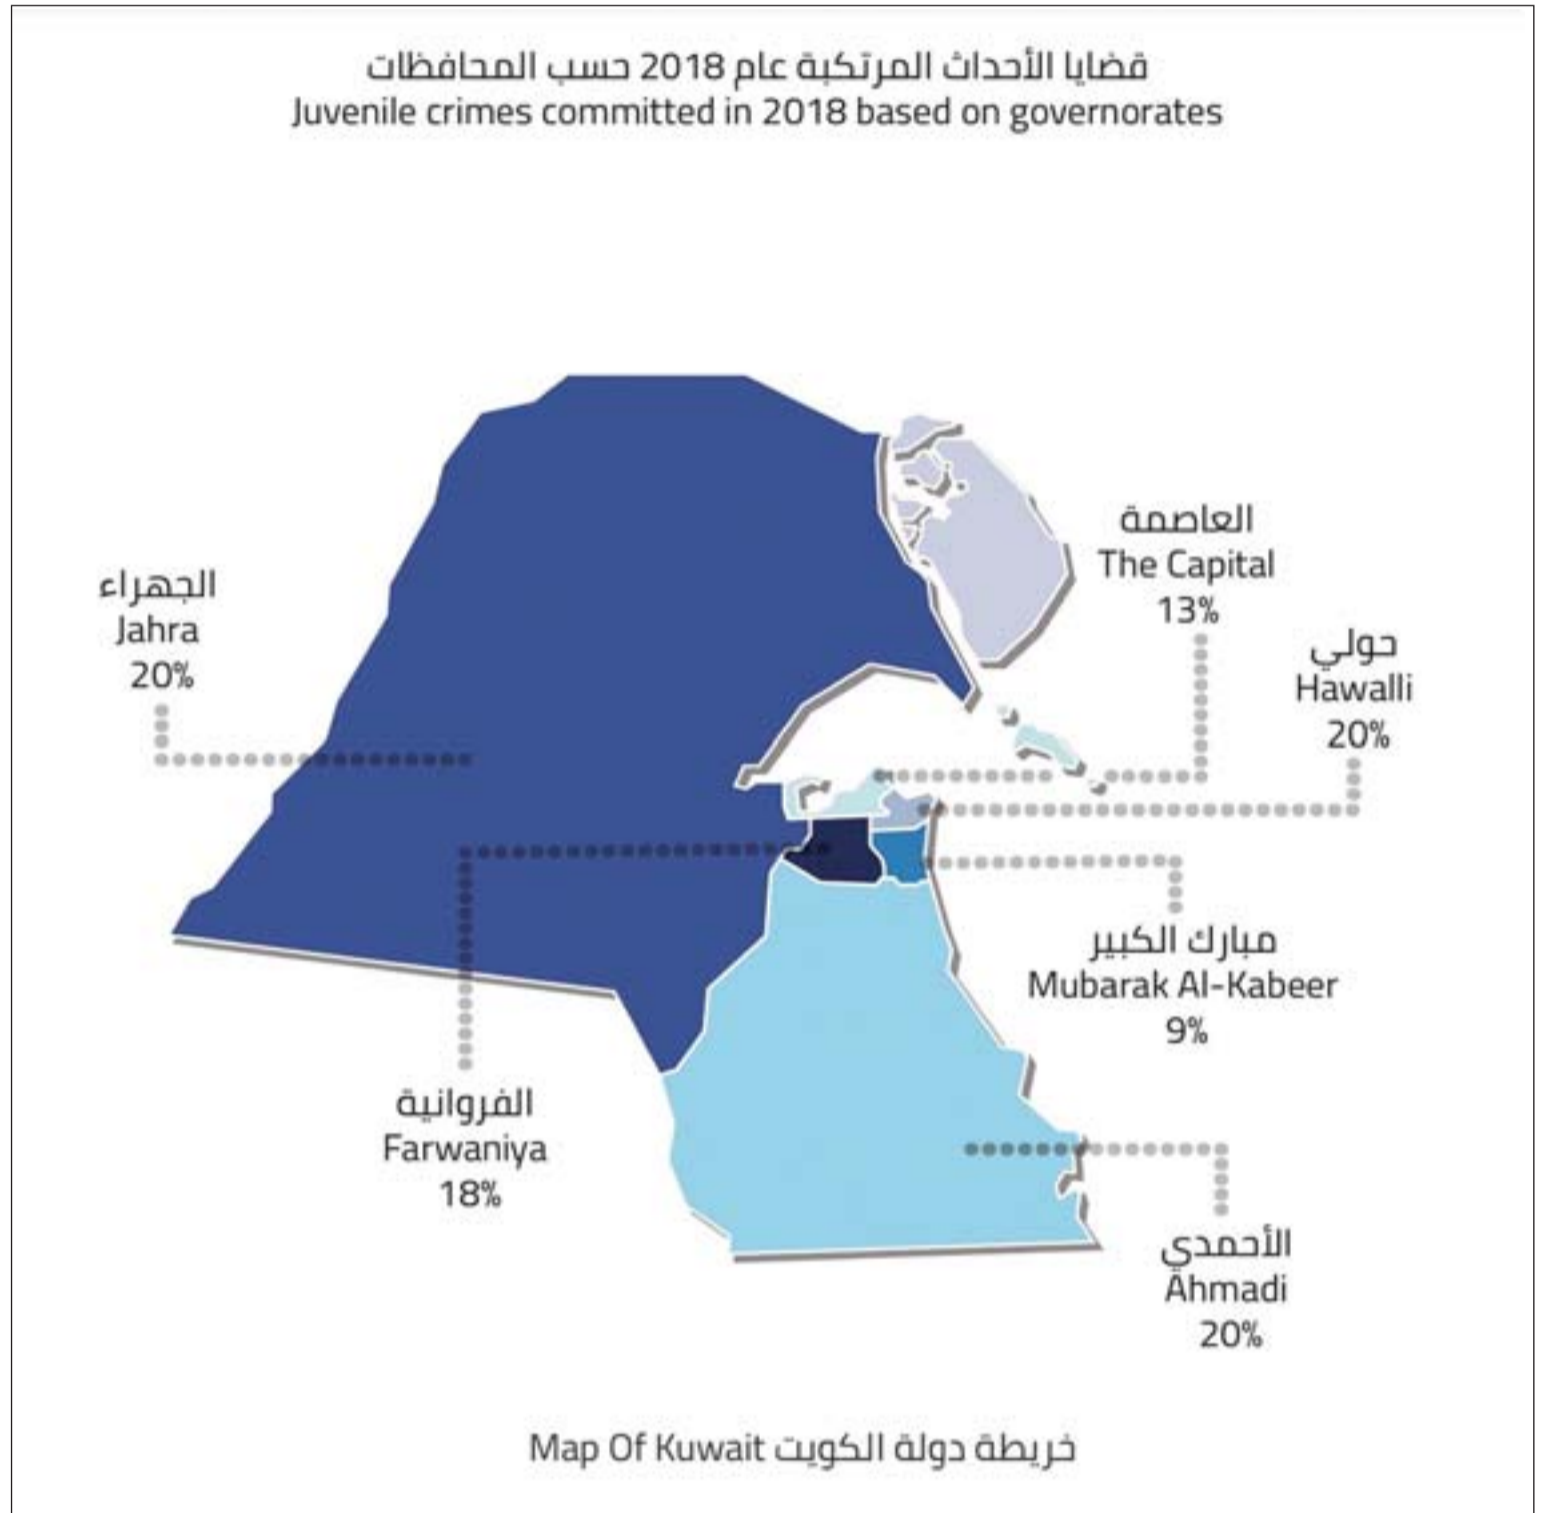 قضايا الأحداث المرتكبة عام 2018 حسب المحافظات
Juvenile crimes committed in 2018 based on governorates
العاصمة
The Capital
13%
الجهراء
Jahra
20%
حولي
Hawalli
20%
مبارك الكبير
Mubarak Al-Kabeer
9%
الفروانية
Farwaniya
18%
الأحمدي
Ahmadi
20%
خريطة دولة الكويت Map Of Kuwait